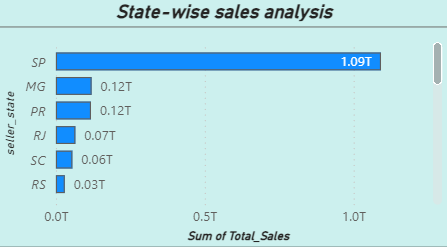 State-wise sales analysis
seller_state
SP 1.09T
MG 0.12T
PR 0.12T
RJ 0.07T
SC 0.06T
RS 0.03T
0.0T 0.5T 1.0T
Sum of Total_Sales